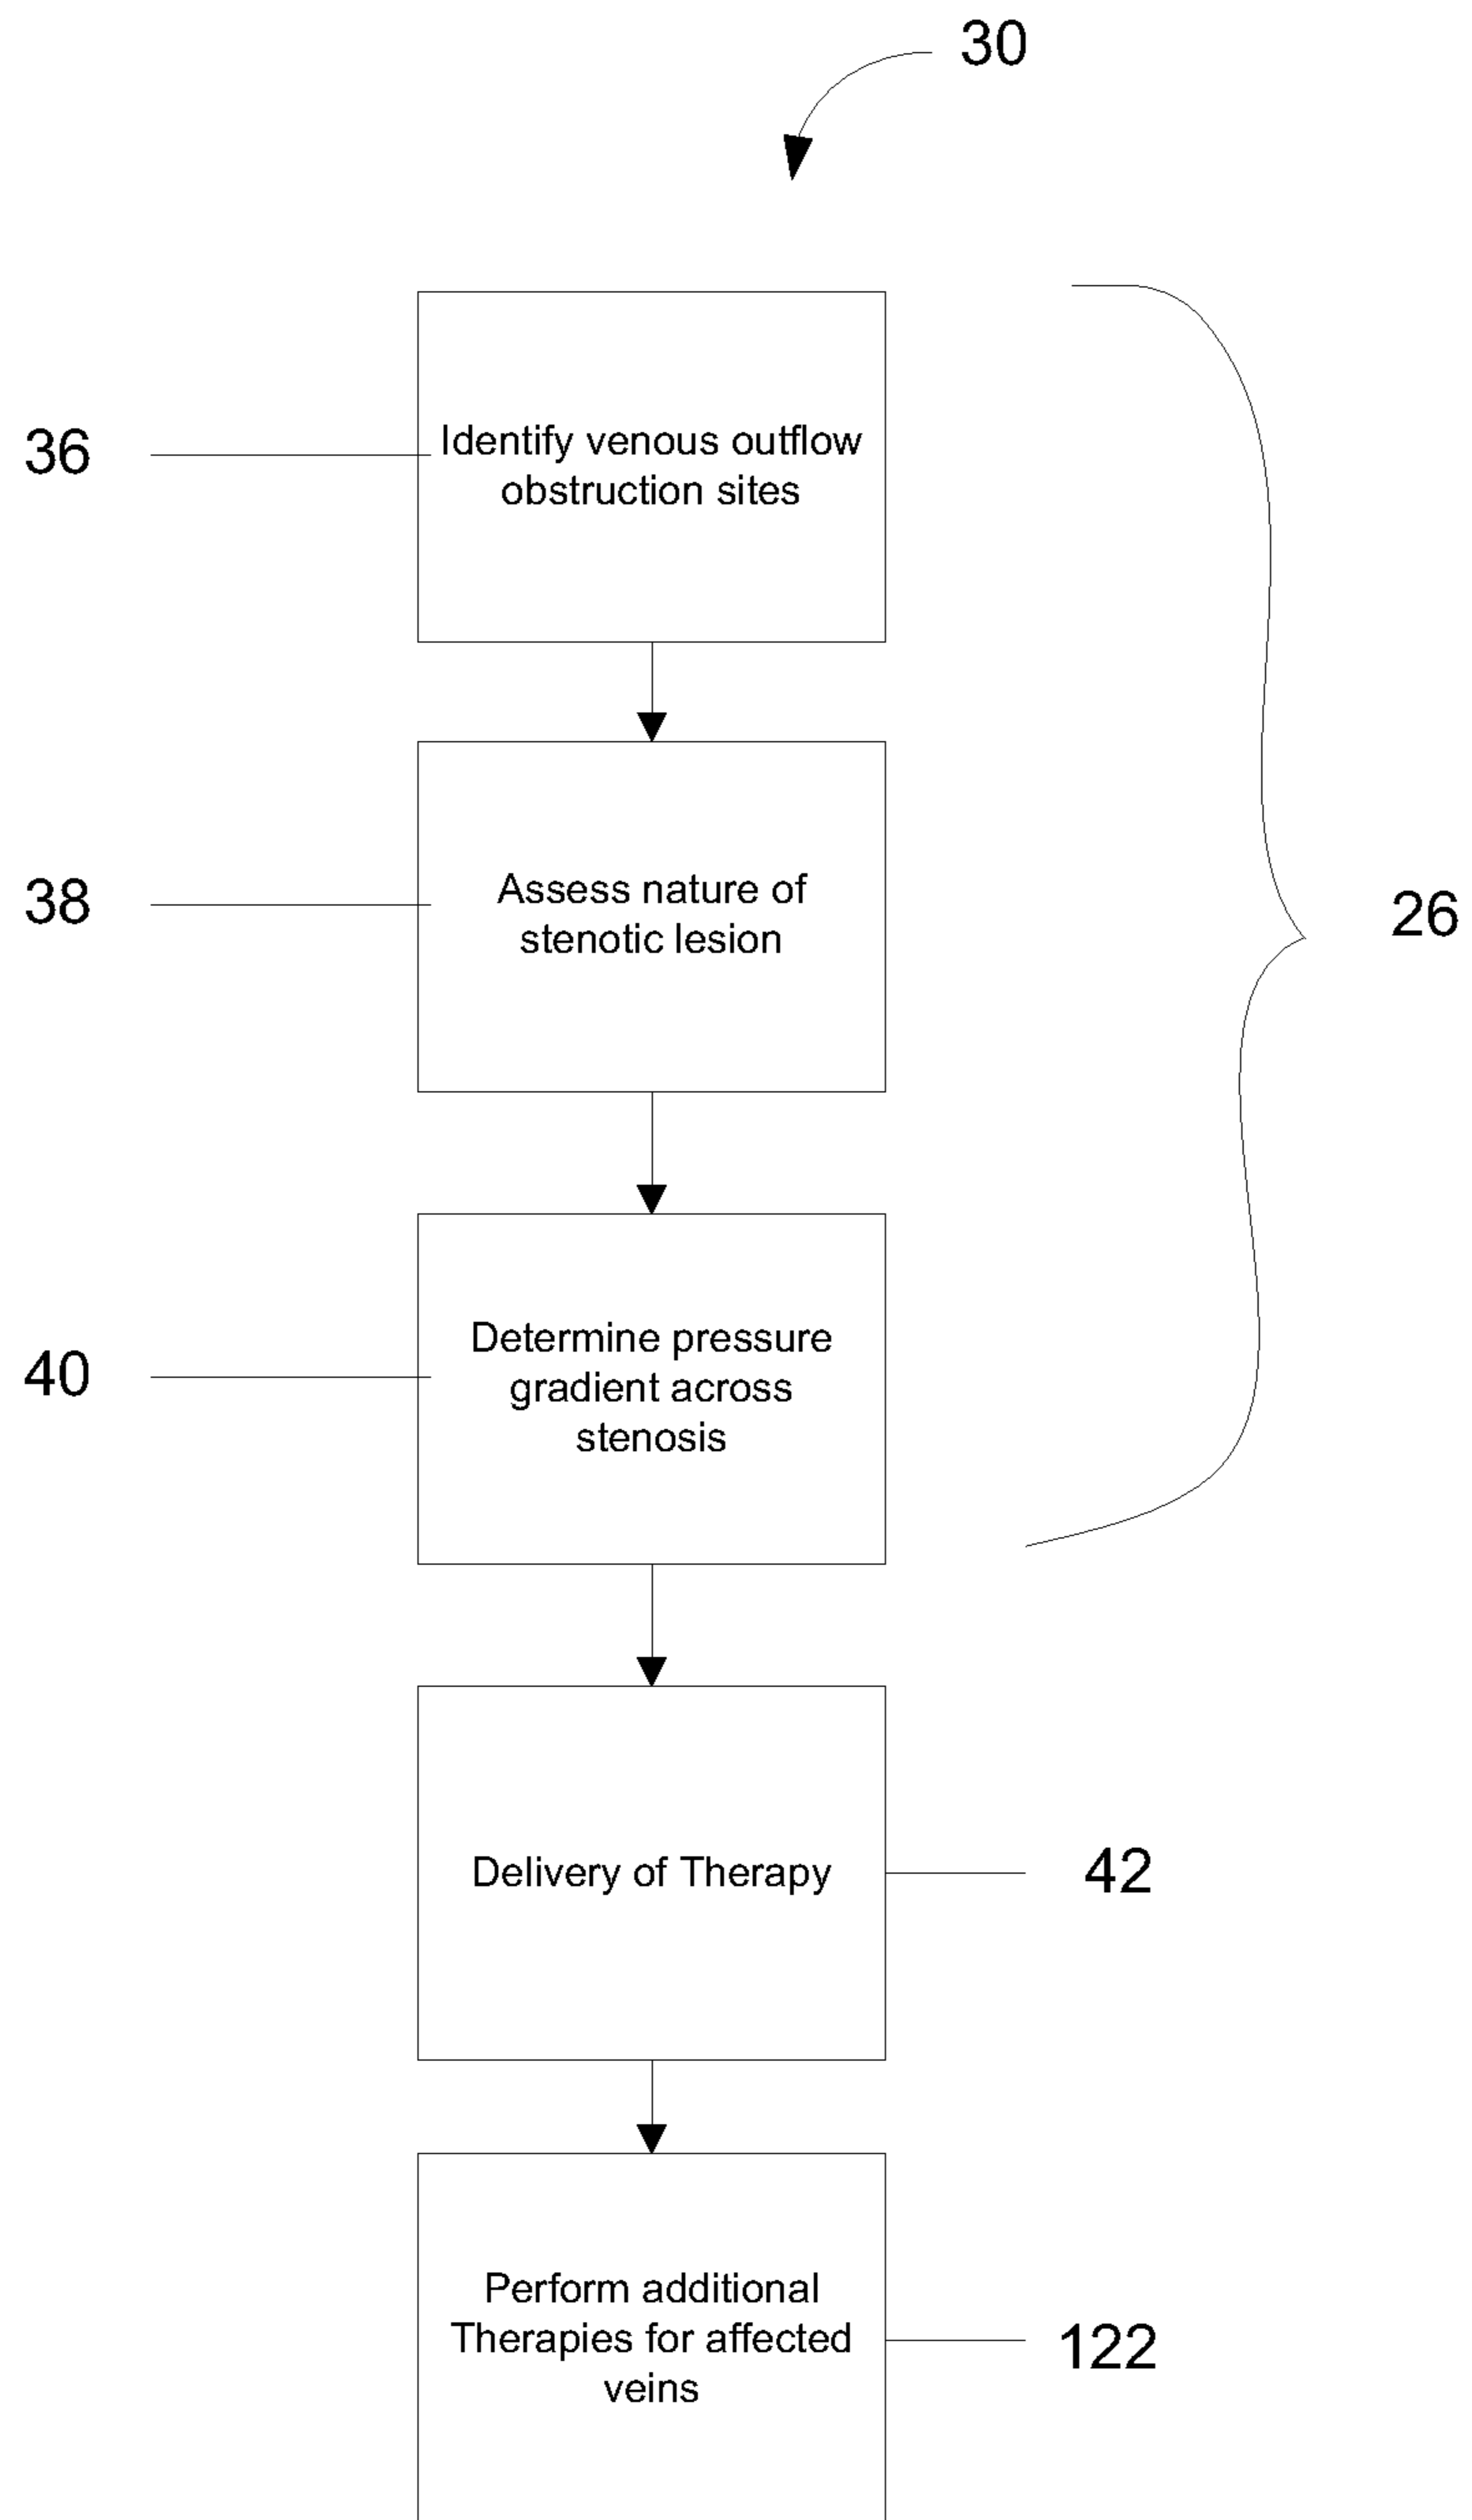 30
36
Identify venous outflow
obstruction sites
38
Assess nature of
stenotic lesion
26
40
Determine pressure
gradient across
stenosis
Delivery of Therapy
42
Perform additional
Therapies for affected
veins
122